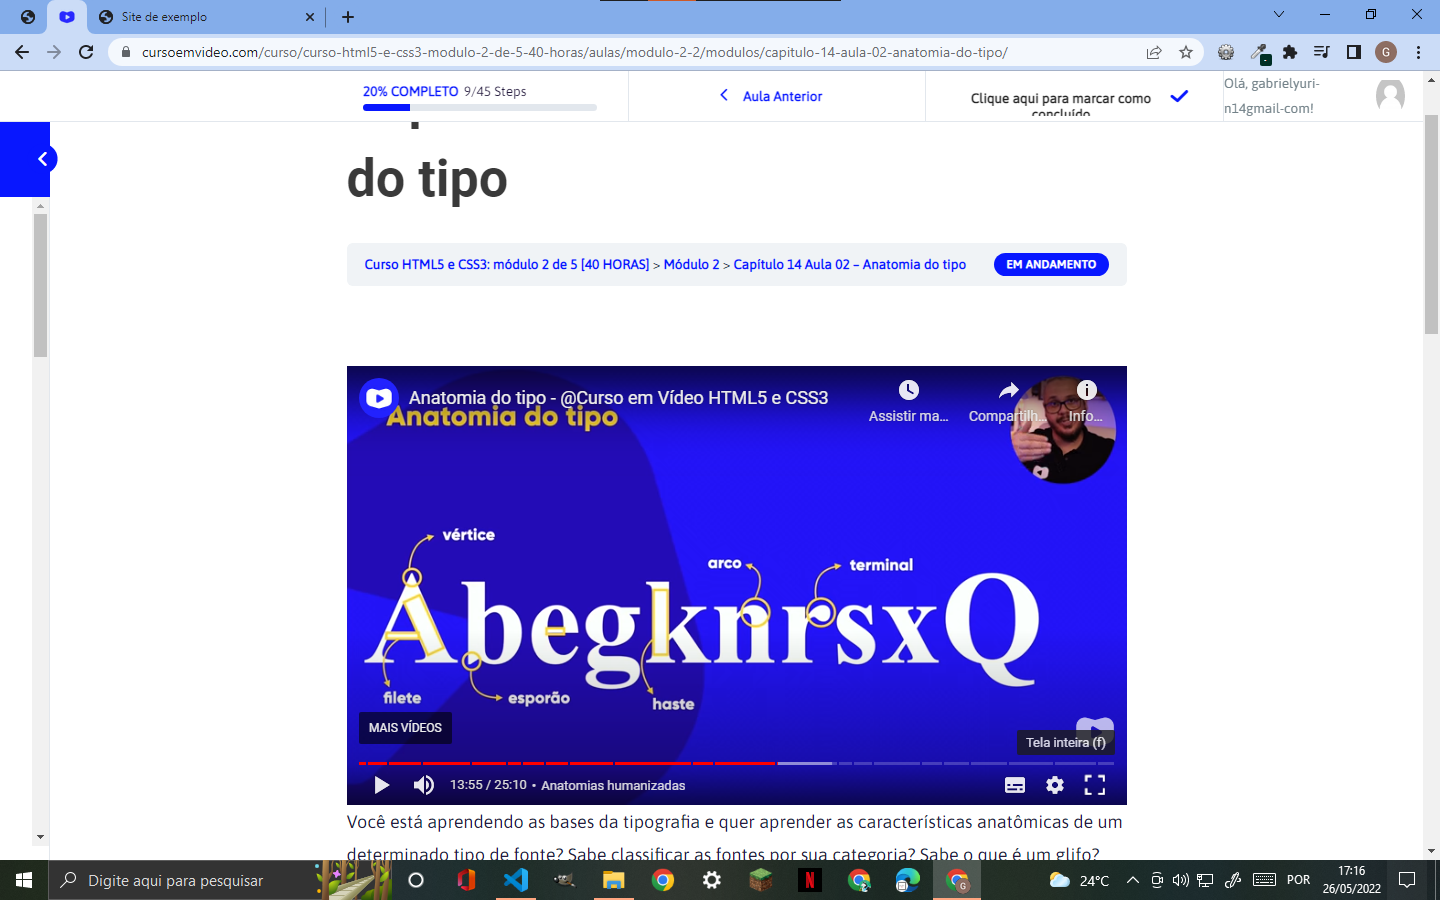 Site de exemplo
cursoemvideo.com/curso/curso-html5-e-css3-modulo-2-de-5-40-horas/aulas/modulo-2-2/modulos/capitulo-14-aula-02-anatomia-do-tipo/
G
20% COMPLETO 9/45 Steps
Aula Anterior
Clique aqui para marcar como
concluído
Olá, gabrielyuri-
n14gmail-com!
do tipo
Curso HTML5 e CSS3: módulo 2 de 5 [40 HORAS] > Módulo 2 > Capítulo 14 Aula 02 – Anatomia do tipo
EM ANDAMENTO
Anatomia do tipo - @Curso em Vídeo HTML5 e CSS3
Assistir ma...
Compartilh...
Info...
Anatomia do tipo
vértice
arco
terminal
AbegknrsxQ
filete
esporão
haste
MAIS VÍDEOS
Tela inteira (f)
13:55 / 25:10 • Anatomias humanizadas
Você está aprendendo as bases da tipografia e quer aprender as características anatômicas de um
determinado tipo de fonte? Sabe classificar as fontes por sua categoria? Sabe o que é um glifo?
Digite aqui para pesquisar
N
G
24°C
POR
17:16
26/05/2022